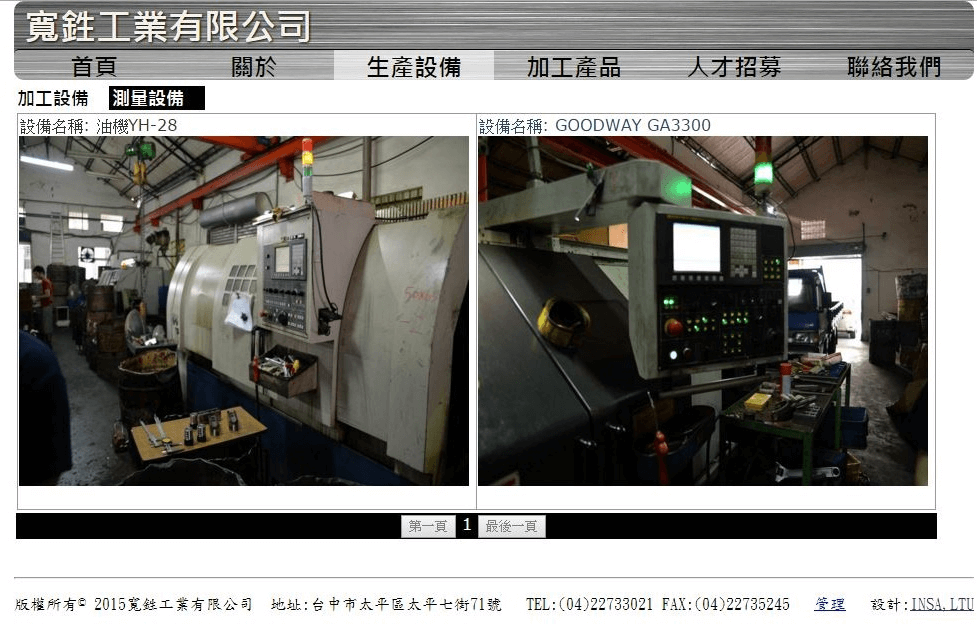 寬鉎工業有限公司
首頁 關於 生產設備 加工產品 人才招募 聯絡我們
加工設備 測量設備
設備名稱: 油機YH-28 設備名稱: GOODWAY GA3300
第一頁 1 最後一頁
版權所有© 2015寬鉎工業有限公司 地址:台中市太平區太平七街71號 TEL:(04)22733021 FAX:(04)22735245 管理 設計:INSA,LTU